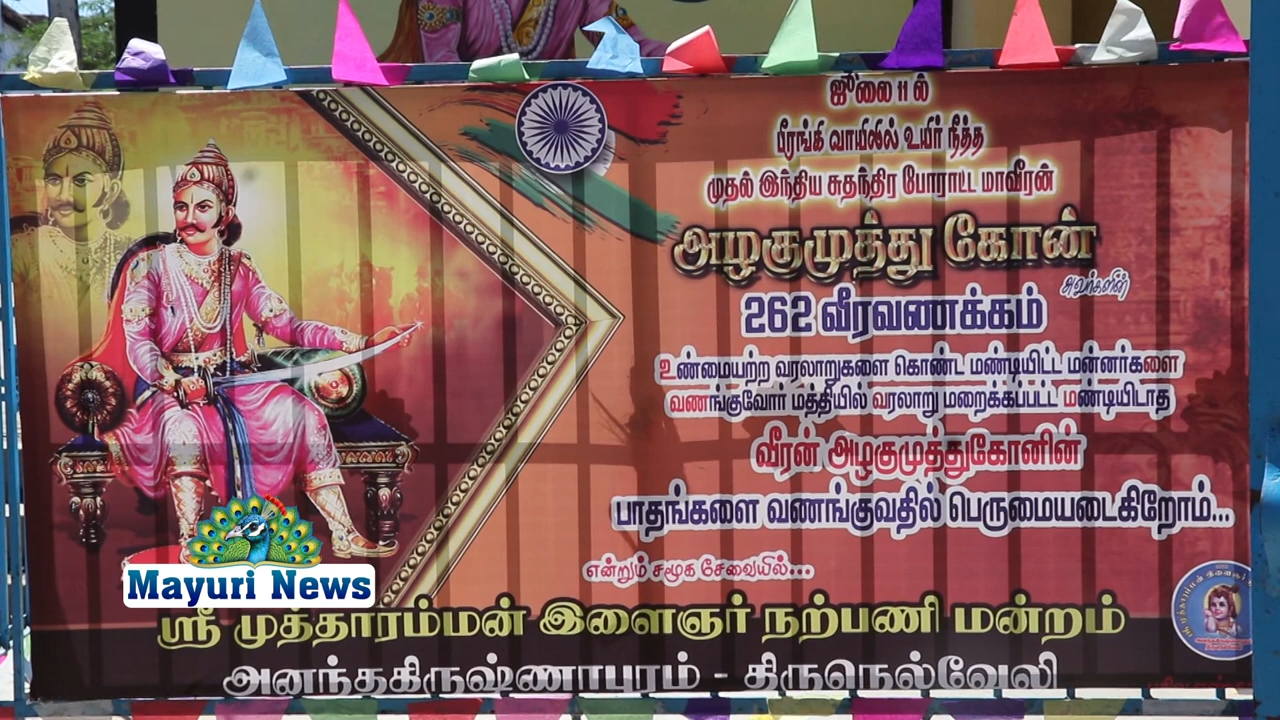 ஜூலை 11 ல்
பீரங்கி வாயிலில் உயிர் நீத்த
முதல் இந்திய சுதந்திர போராட்ட மாவீரன்
அழகுமுத்து கோன்
அவர்களின்
262 வீரவணக்கம்
உண்மையற்ற வரலாறுகளை கொண்ட மண்டியிட்ட மன்னர்களை
வணங்குவோர் மத்தியில் வரலாறு மறைக்கப்பட்ட மண்டியிடாத
வீரன் அழகுமுத்துகோனின்
பாதங்களை வணங்குவதில் பெருமையடைகிறோம்...
என்றும் சமூக சேவையில்...
Mayuri News
ஸ்ரீ முத்தாரம்மன் இளைஞர் நற்பணி மன்றம்
அனந்தகிருஷ்ணாபுரம் - திருநெல்வேலி